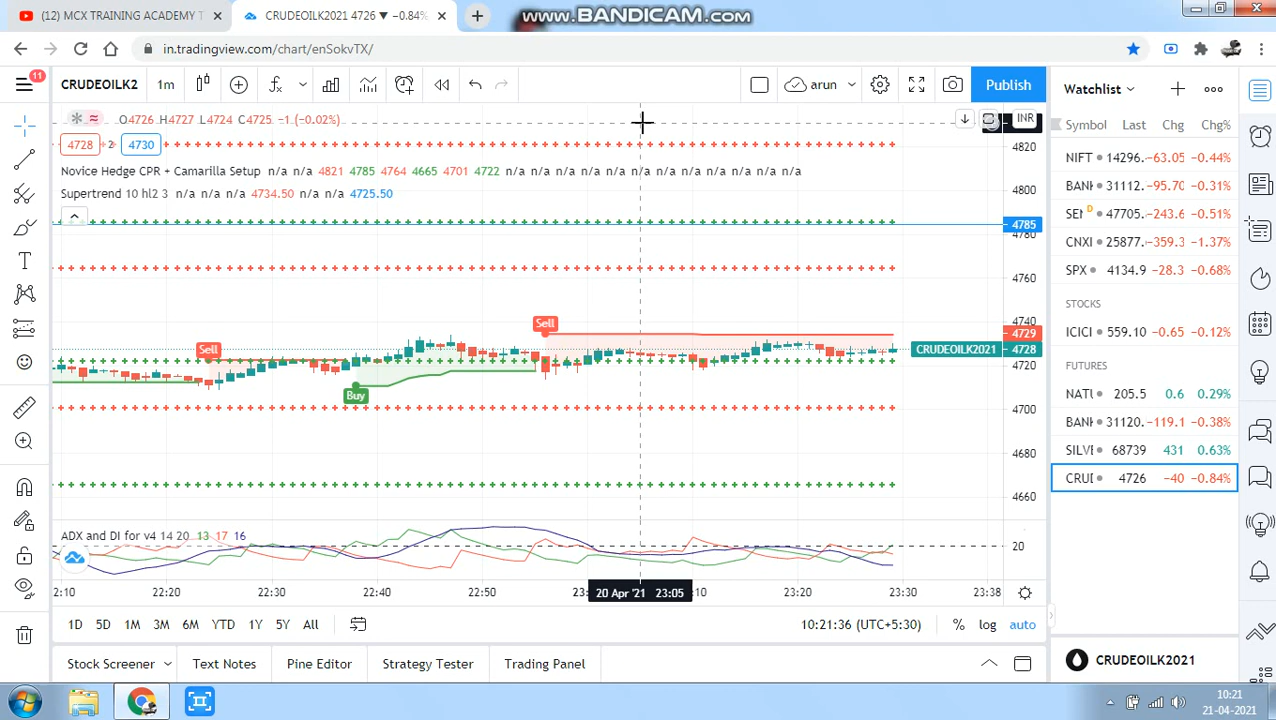 (12) MCX TRAINING ACADEMY T
CRUDEOILK2021 4726 ▼ −0.84%
www.BANDICAM.com
in.tradingview.com/chart/enSokvTX/
11
CRUDEOILK2
1m
arun
Publish
Watchlist
O4726 H4727 L4724 C4725 −1 (−0.02%)
INR
Symbol Last Chg Chg%
4728 2 4730
4820
NIFT 14296. −63.05 −0.44%
Novice Hedge CPR + Camarilla Setup n/a n/a 4821 4785 4764 4665 4701 4722 n/a n/a n/a n/a n/a n/a n/a n/a n/a n/a n/a n/a
BAN 31112. −95.70 −0.31%
Supertrend 10 hl2 3 n/a n/a n/a 4734.50 4725.50
4800
SEN D 47705. −243.6 −0.51%
4785
4780
CNXI 25877. −359.3 −1.37%
4760
SPX 4134.9 −28.3 −0.68%
STOCKS
Sell
4740
4729
ICICI 559.10 −0.65 −0.12%
Sell
CRUDEOILK2021 4728
4720
FUTURES
Buy
NATU 205.5 0.6 0.29%
4700
BAN 31120. −119.1 −0.38%
4680
SILVE 68739 431 0.63%
CRUI 4726 −40 −0.84%
4660
ADX and DI for v4 14 20 13 17 16
20
2:10 22:20 22:30 22:40 22:50 23: 20 Apr '21 23:05 :10 23:20 23:30 23:38
1D 5D 1M 3M 6M YTD 1Y 5Y All
10:21:36 (UTC+5:30) % log auto
Stock Screener Text Notes Pine Editor Strategy Tester Trading Panel
CRUDEOILK2021
10:21
21-04-2021